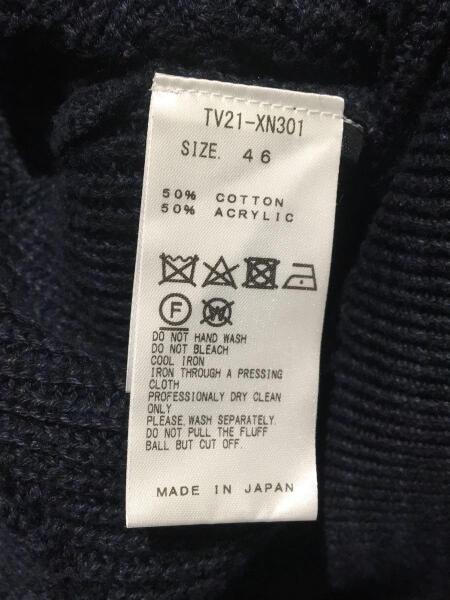 TV21-XN301
SIZE. 46
50% COTTON
50% ACRYLIC
F W
DO NOT HAND WASH
DO NOT BLEACH
COOL IRON
IRON THROUGH A PRESSING
CLOTH
PROFESSIONALY DRY CLEAN
ONLY
PLEASE,WASH SEPARATELY.
DO NOT PULL THE FLUFF
BALL BUT CUT OFF.
MADE IN JAPAN